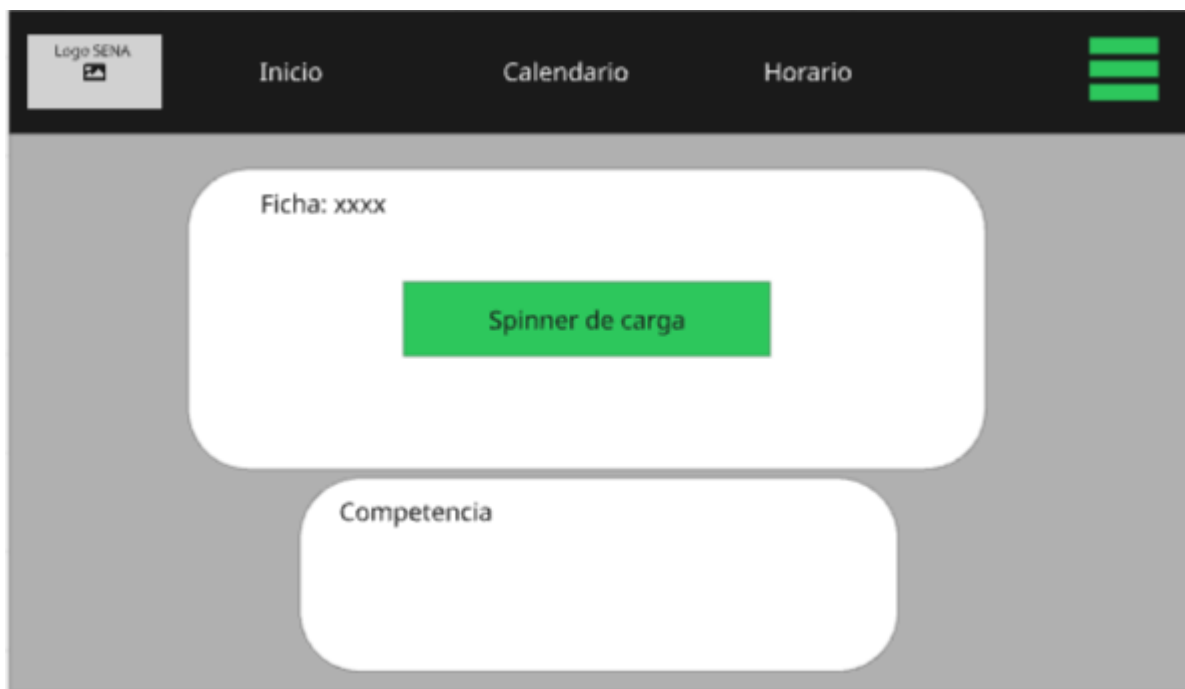 Logo SENA
Inicio
Calendario
Horario
Ficha: xxxx
Spinner de carga
Competencia